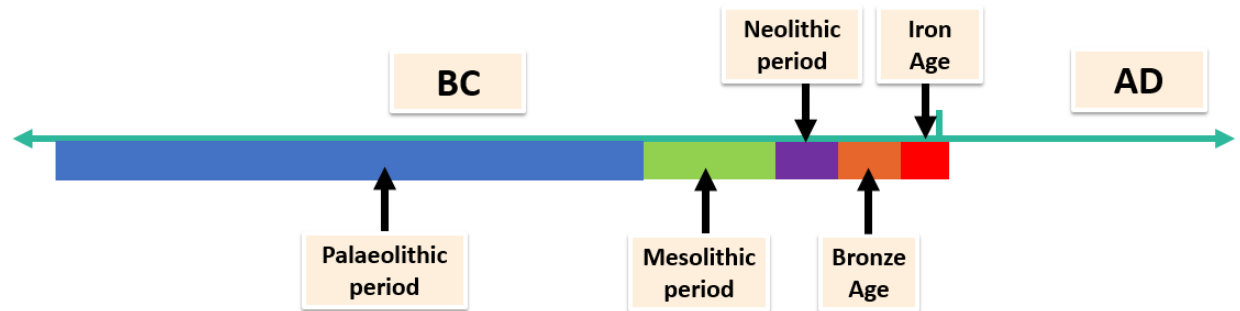 Neolithic
period
Iron
Age
BC
AD
Palaeolithic
period
Mesolithic
period
Bronze
Age